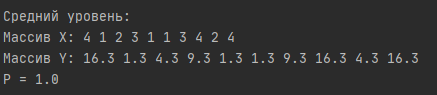 Средний уровень:
Массив X: 4 1 2 3 1 1 3 4 2 4
Массив Y: 16.3 1.3 4.3 9.3 1.3 1.3 9.3 16.3 4.3 16.3
P = 1.0